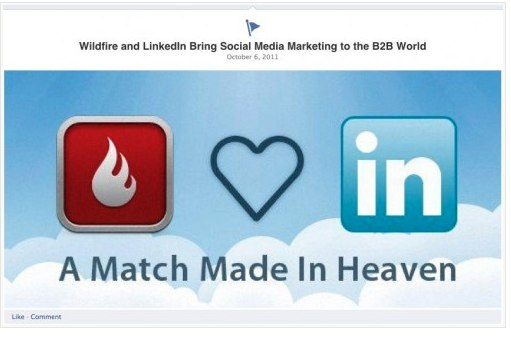 Wildfire and LinkedIn Bring Social Media Marketing to the B2B World
October 6, 2011
in
A Match Made In Heaven
Like · Comment